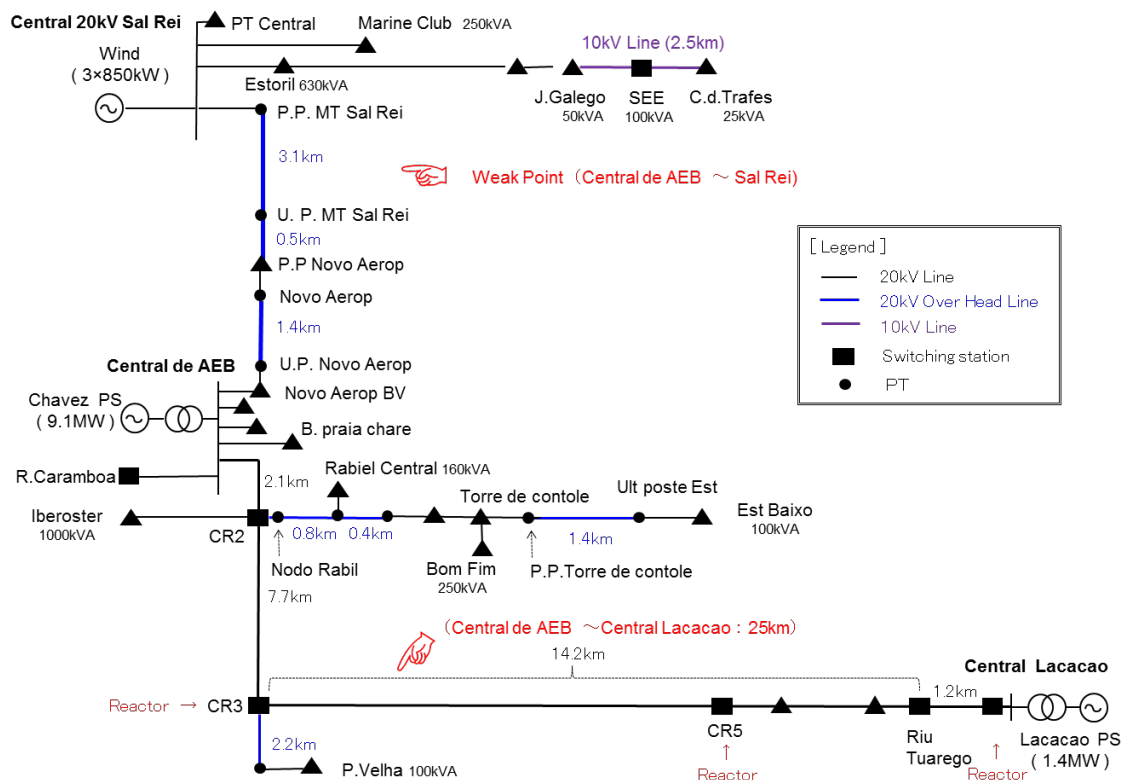 Central 20kV Sal Rei
PT Central
Marine Club 250kVA
10kV Line (2.5km)
Wind
( 3×850kW)
Estoril 630kVA
J.Galego
50kVA
SEE
100kVA
C.d.Trafes
25kVA
P.P. MT Sal Rei
3.1km
Weak Point（Central de AEB ～ Sal Rei)
U. P. MT Sal Rei
0.5km
P.P Novo Aerop
Novo Aerop
1.4km
U.P. Novo Aerop
[ Legend ]
20kV Line
20kV Over Head Line
10kV Line
Switching station
PT
Central de AEB
Chavez PS
( 9.1MW)
Novo Aerop BV
B. praia chare
R.Caramboa
2.1km
Rabiel Central 160kVA
Torre de contole
Ult poste Est
Iberoster
1000kVA
CR2
0.8km
0.4km
1.4km
Est Baixo
100kVA
Nodo Rabil
Bom Fim
250kVA
P.P.Torre de contole
7.7km
（Central de AEB ～Central Lacacao : 25km）
14.2km
Central Lacacao
Reactor →
CR3
1.2km
CR5
Riu
Tuarego
Lacacao PS
( 1.4MW)
2.2km
P.Velha 100kVA
Reactor
Reactor